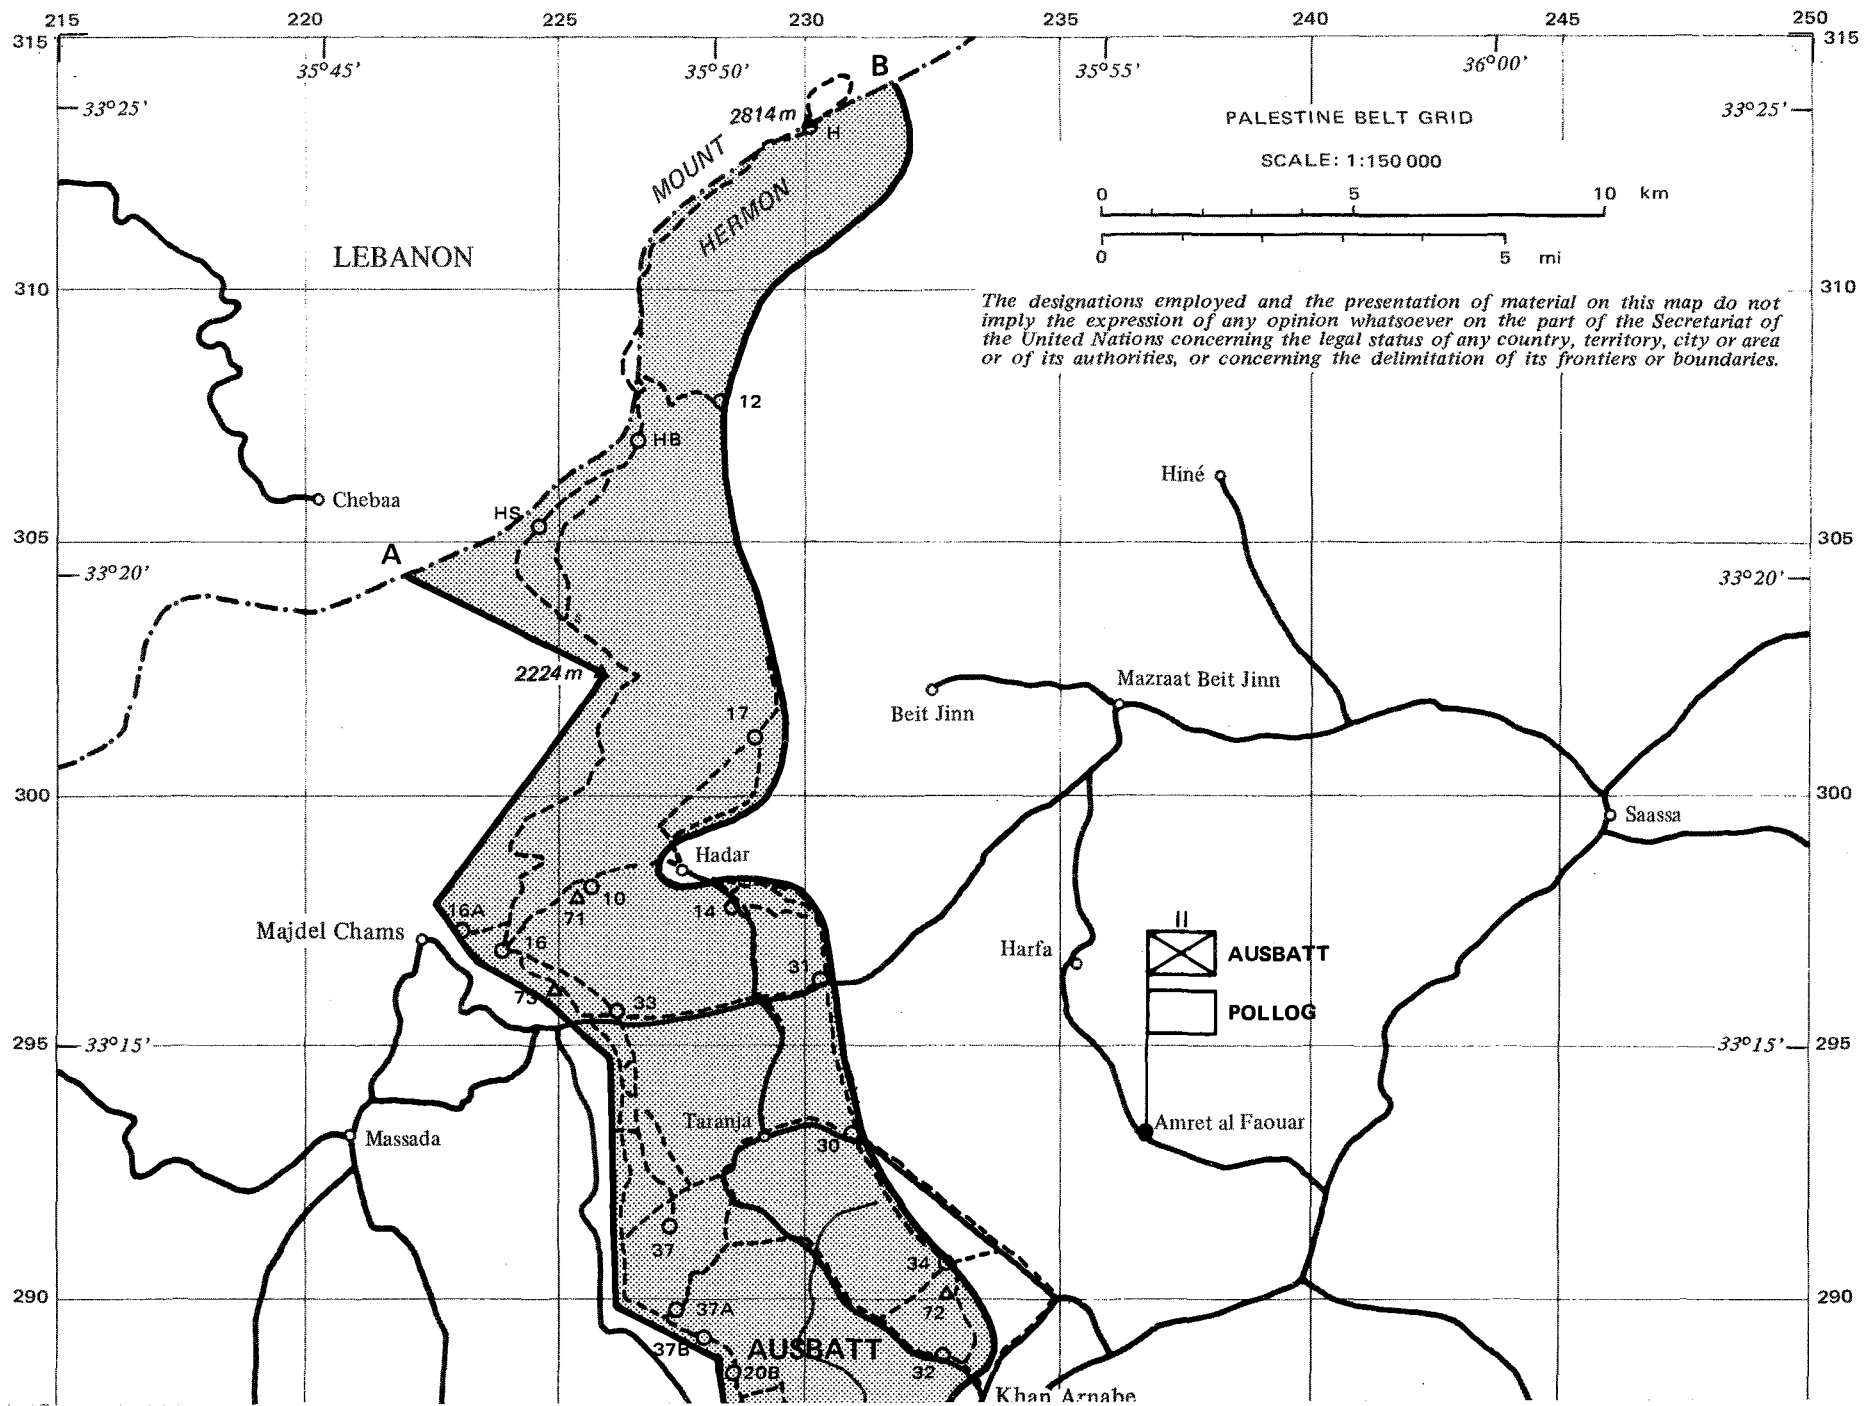 215 220 225 230 235 240 245 250
315 315
35°45' 35°50' 35°55' 36°00'
B
33°25' 33°25'
2814m
H
PALESTINE BELT GRID
SCALE: 1:150 000
0 5 10 km
0 5 mi
MOUNT
HERMON
LEBANON
310 310
The designations employed and the presentation of material on this map do not
imply the expression of any opinion whatsoever on the part of the Secretariat of
the United Nations concerning the legal status of any country, territory, city or area
or of its authorities, or concerning the delimitation of its frontiers or boundaries.
12
HB
Hiné
Chebaa
HS
305 305
A
33°20' 33°20'
2224m
Mazraat Beit Jinn
Beit Jinn
17
300 300
Saassa
Hadar
10
71
14
16A
Majdel Chams
16
Harfa
II
AUSBATT
31
73
33
POLLOG
295 33°15' 33°15' 295
Taranja
Amret al Faouar
Massada
30
37
34
290 290
37A
72
37B
AUSBATT
20B
32
Khan Arnabe